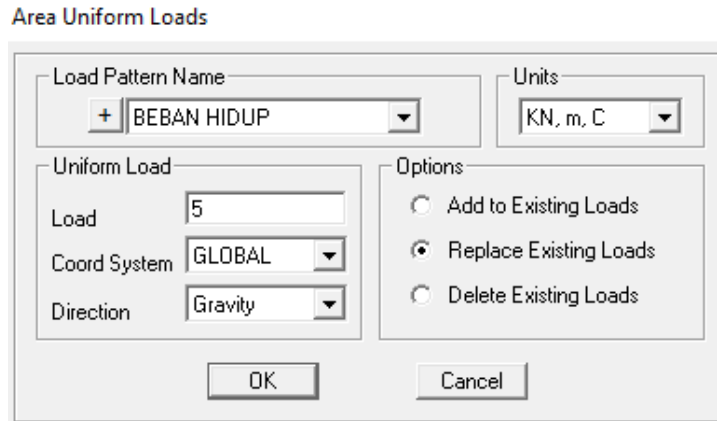 Area Uniform Loads
Load Pattern Name
+ BEBAN HIDUP
Units
KN, m, C
Uniform Load
Load 5
Coord System GLOBAL
Direction Gravity
Options
Add to Existing Loads
Replace Existing Loads
Delete Existing Loads
OK Cancel